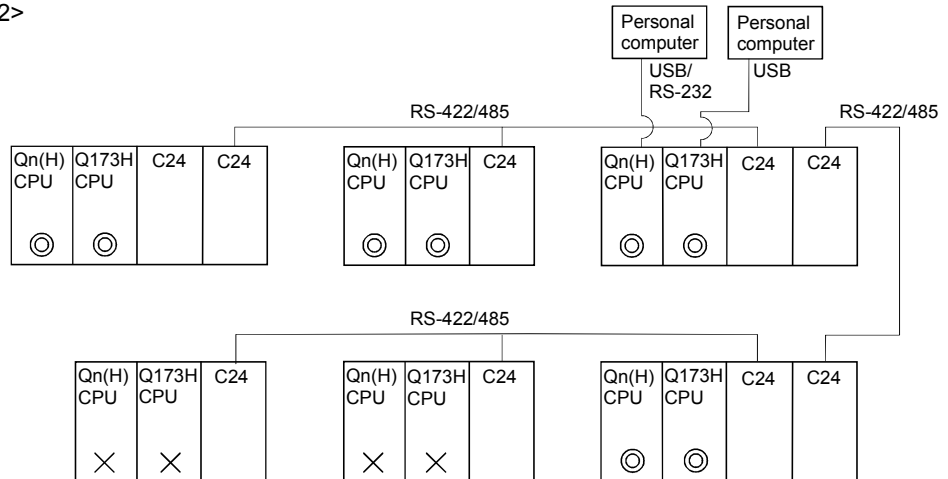 2>
Personal
computer
Personal
computer
USB/
RS-232
USB
RS-422/485
RS-422/485
Qn(H)
CPU
Q173H
CPU
C24
C24
Qn(H)
CPU
Q173H
CPU
C24
Qn(H)
CPU
Q173H
CPU
C24
C24
RS-422/485
Qn(H)
CPU
Q173H
CPU
C24
Qn(H)
CPU
Q173H
CPU
C24
Qn(H)
CPU
Q173H
CPU
C24
C24